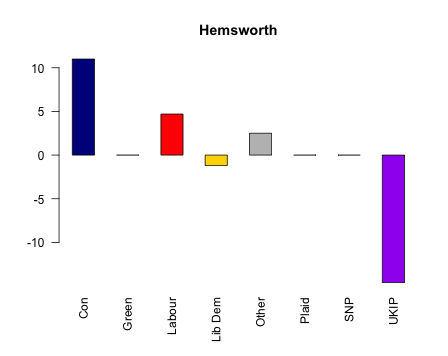 Hemsworth
10
5
0
-5
-10
Con
Green
Labour
Lib Dem
Other
Plaid
SNP
UKIP